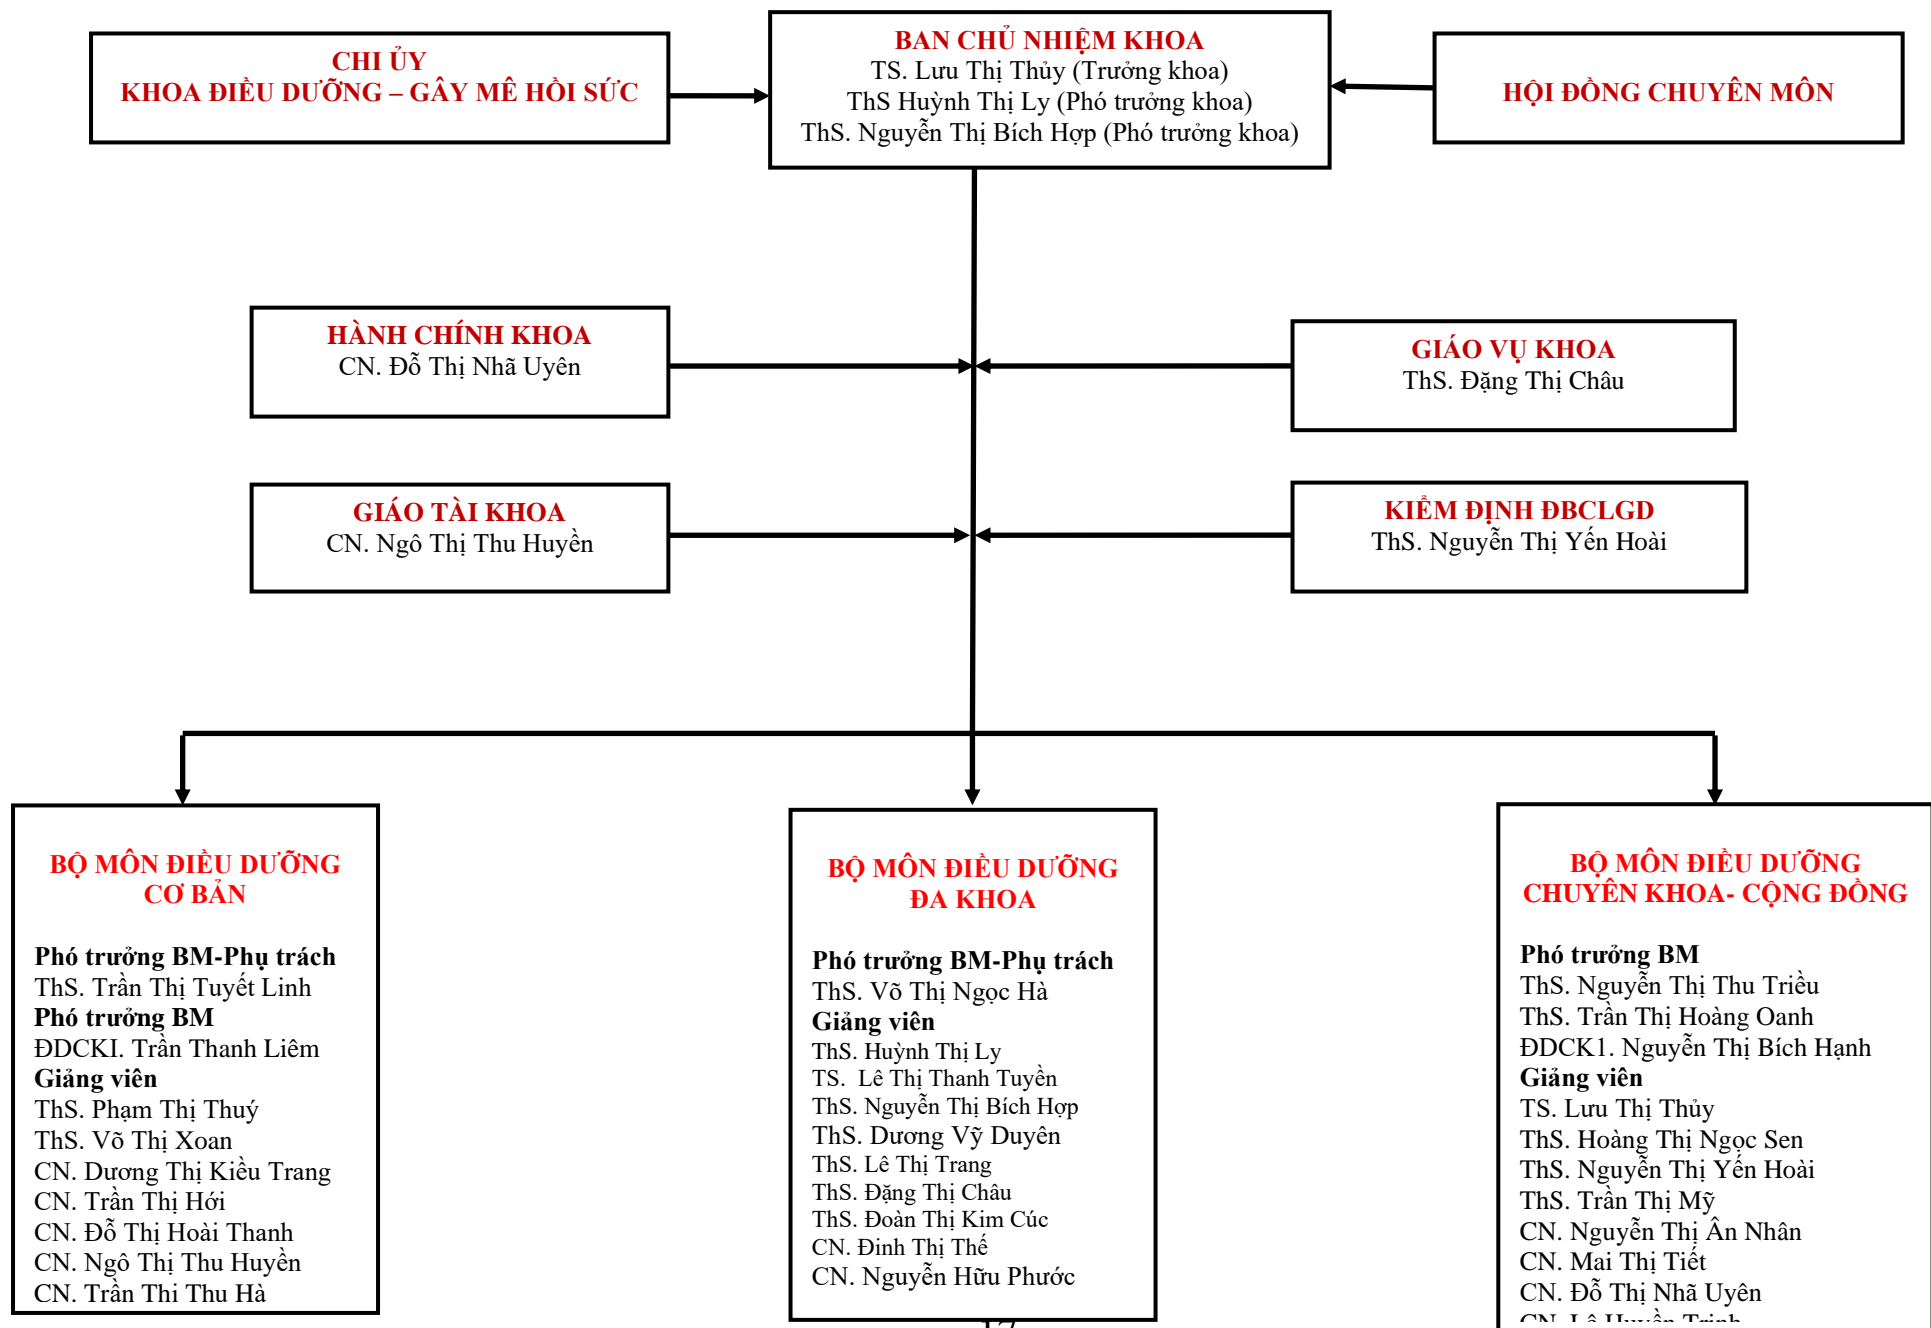 CHI ỦY
KHOA ĐIỀU DƯỠNG – GÂY MÊ HỒI SỨC
BAN CHỦ NHIỆM KHOA
TS. Lưu Thị Thủy (Trưởng khoa)
ThS Huỳnh Thị Ly (Phó trưởng khoa)
ThS. Nguyễn Thị Bích Hợp (Phó trưởng khoa)
HỘI ĐỒNG CHUYÊN MÔN
HÀNH CHÍNH KHOA
CN. Đỗ Thị Nhã Uyên
GIÁO VỤ KHOA
ThS. Đặng Thị Châu
GIÁO TÀI KHOA
CN. Ngô Thị Thu Huyền
KIỂM ĐỊNH ĐBCLGD
ThS. Nguyễn Thị Yến Hoài
BỘ MÔN ĐIỀU DƯỠNG
CƠ BẢN
Phó trưởng BM-Phụ trách
ThS. Trần Thị Tuyết Linh
Phó trưởng BM
ĐDCKI. Trần Thanh Liêm
Giảng viên
ThS. Phạm Thị Thuý
ThS. Võ Thị Xoan
CN. Dương Thị Kiều Trang
CN. Trần Thị Hới
CN. Đỗ Thị Hoài Thanh
CN. Ngô Thị Thu Huyền
CN. Trần Thi Thu Hà
BỘ MÔN ĐIỀU DƯỠNG
ĐA KHOA
Phó trưởng BM-Phụ trách
ThS. Võ Thị Ngọc Hà
Giảng viên
ThS. Huỳnh Thị Ly
TS. Lê Thị Thanh Tuyền
ThS. Nguyễn Thị Bích Hợp
ThS. Dương Vỹ Duyên
ThS. Lê Thị Trang
ThS. Đặng Thị Châu
ThS. Đoàn Thị Kim Cúc
CN. Đinh Thị Thế
CN. Nguyễn Hữu Phước
BỘ MÔN ĐIỀU DƯỠNG
CHUYÊN KHOA- CỘNG ĐỒNG
Phó trưởng BM
ThS. Nguyễn Thị Thu Triều
ThS. Trần Thị Hoàng Oanh
ĐDCK1. Nguyễn Thị Bích Hạnh
Giảng viên
TS. Lưu Thị Thủy
ThS. Hoàng Thị Ngọc Sen
ThS. Nguyễn Thị Yến Hoài
ThS. Trần Thị Mỹ
CN. Nguyễn Thị Ân Nhân
CN. Mai Thị Tiết
CN. Đỗ Thị Nhã Uyên
CN. Lê Huyền Trinh